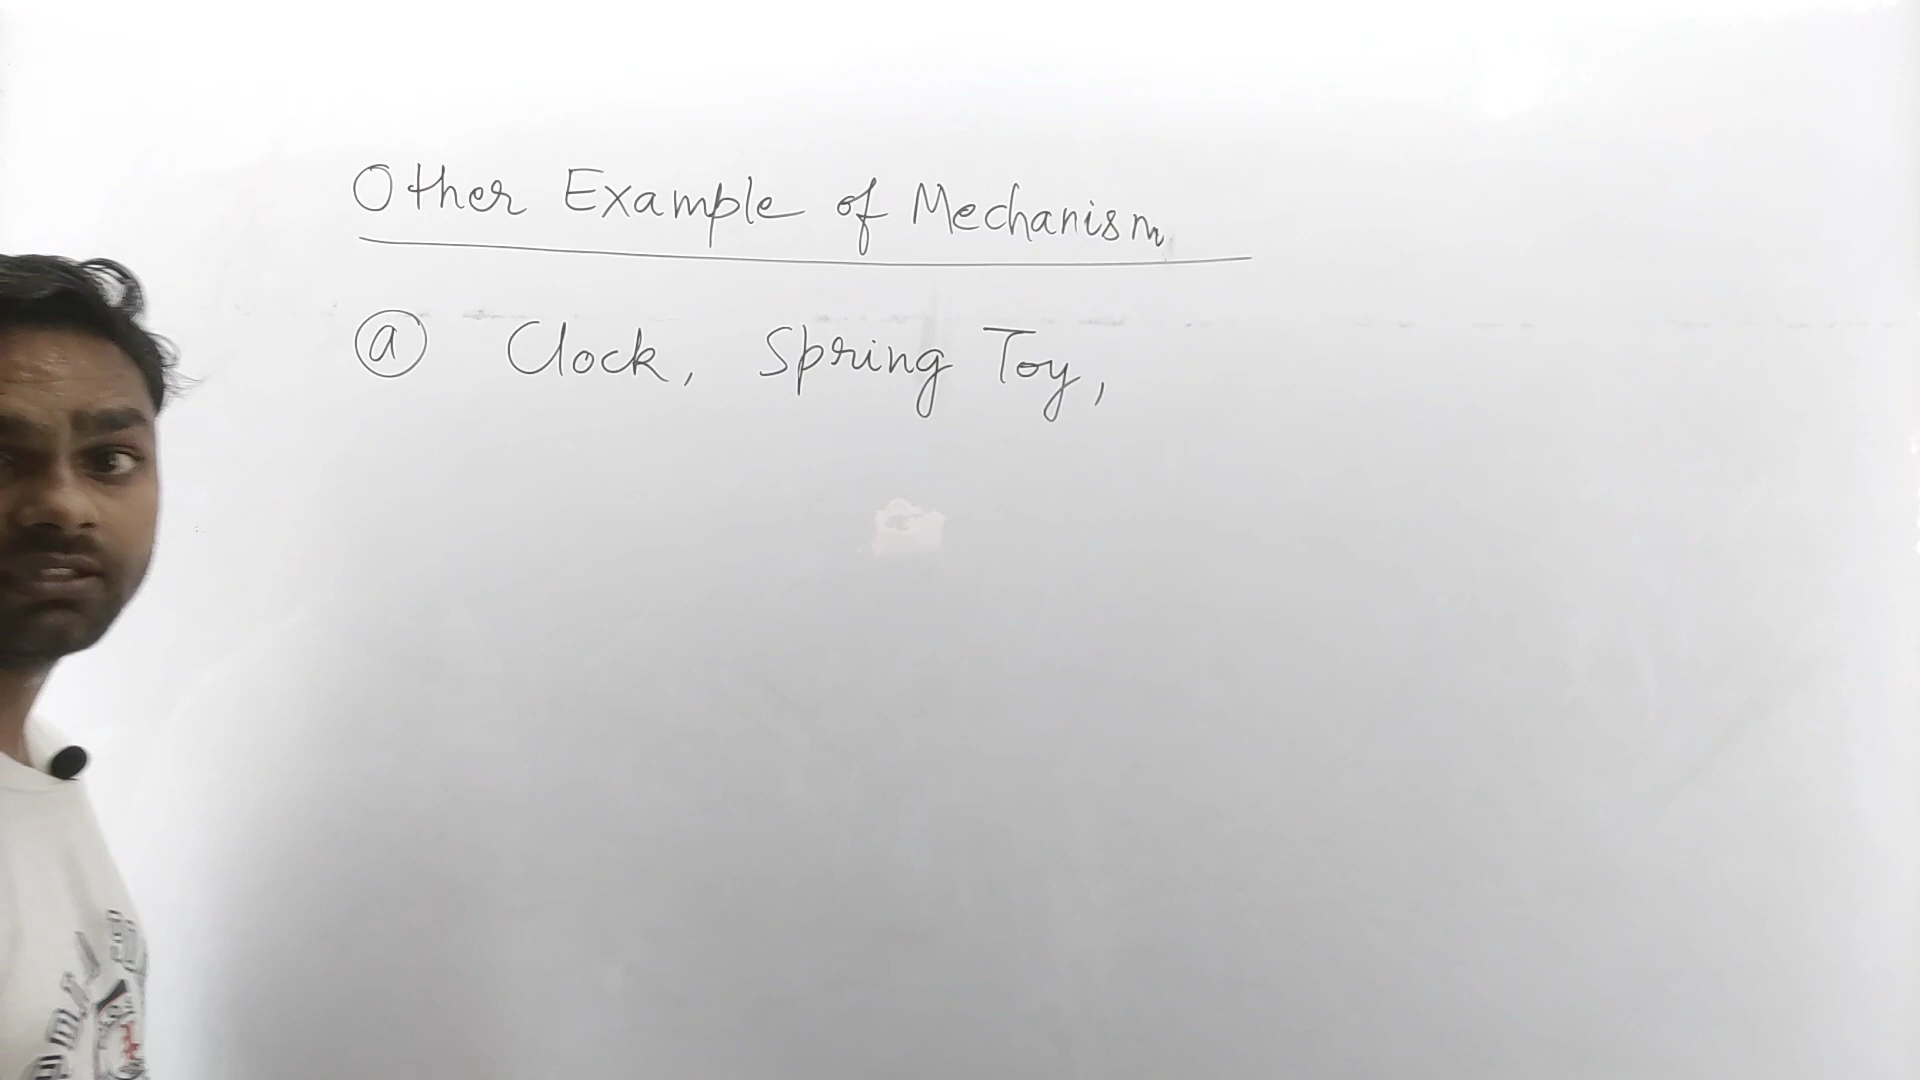 Other Example of Mechanism
(a) Clock, Spring Toy,